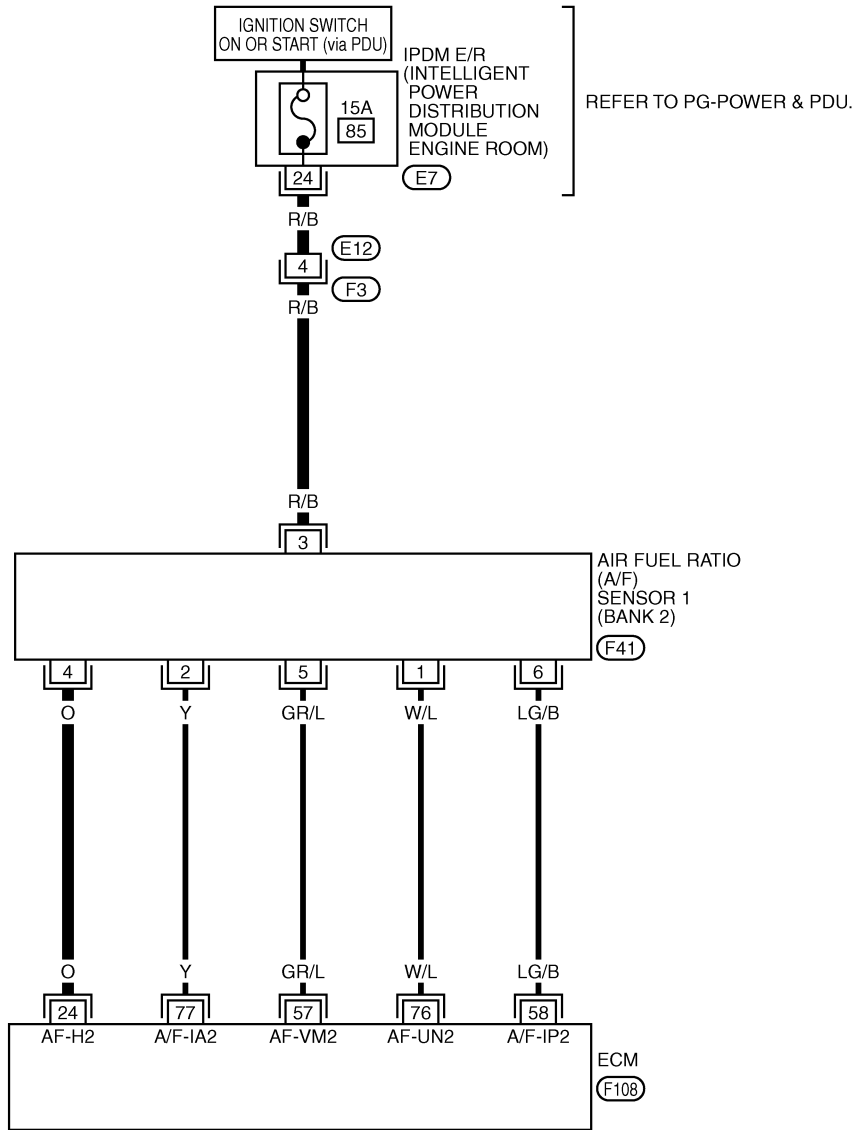 IGNITION SWITCH
ON OR START (via PDU)
IPDM E/R
(INTELLIGENT
POWER
DISTRIBUTION
MODULE
ENGINE ROOM)
REFER TO PG-POWER & PDU.
15A
85
24
E7
R/B
E12
4
F3
R/B
R/B
3
AIR FUEL RATIO
(A/F)
SENSOR 1
(BANK 2)
F41
4 2 5 1 6
O Y GR/L W/L LG/B
O Y GR/L W/L LG/B
24 77 57 76 58
AF-H2 A/F-IA2 AF-VM2 AF-UN2 A/F-IP2
ECM
F108